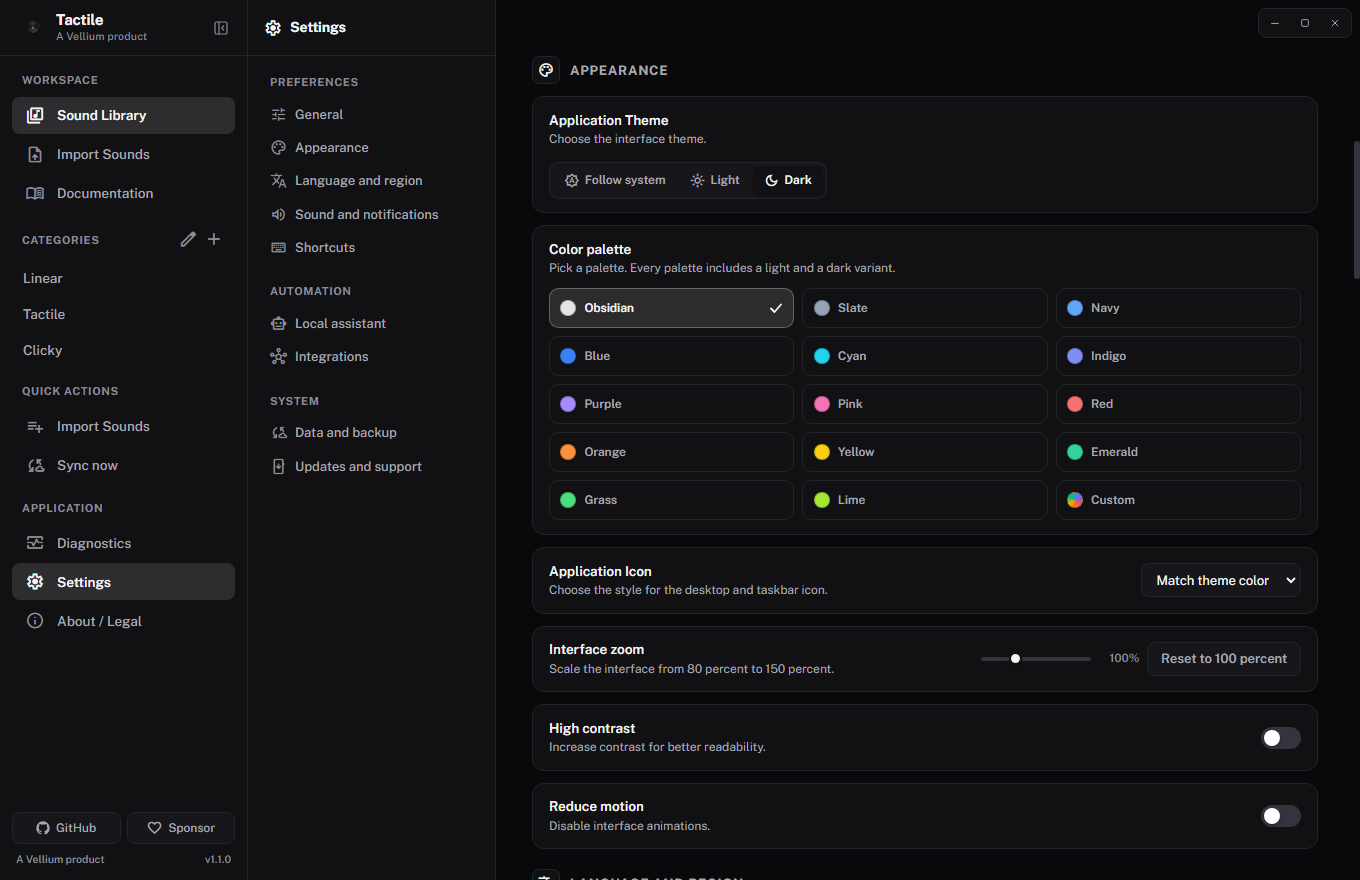 Tactile
A Vellium product
WORKSPACE
Sound Library
Import Sounds
Documentation
CATEGORIES
Linear
Tactile
Clicky
QUICK ACTIONS
Import Sounds
Sync now
APPLICATION
Diagnostics
Settings
About / Legal
GitHub
Sponsor
A Vellium product
v1.1.0
Settings
PREFERENCES
General
Appearance
Language and region
Sound and notifications
Shortcuts
AUTOMATION
Local assistant
Integrations
SYSTEM
Data and backup
Updates and support
APPEARANCE
Application Theme
Choose the interface theme.
Follow system
Light
Dark
Color palette
Pick a palette. Every palette includes a light and a dark variant.
Obsidian
Slate
Navy
Blue
Cyan
Indigo
Purple
Pink
Red
Orange
Yellow
Emerald
Grass
Lime
Custom
Application Icon
Choose the style for the desktop and taskbar icon.
Match theme color
Interface zoom
Scale the interface from 80 percent to 150 percent.
100%
Reset to 100 percent
High contrast
Increase contrast for better readability.
Reduce motion
Disable interface animations.
LANGUAGE AND REGION